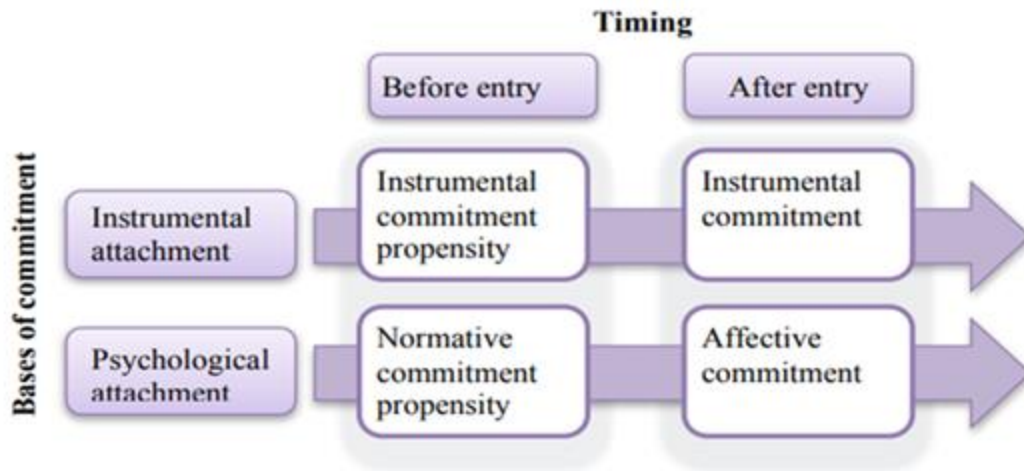 Timing
Before entry
After entry
Bases of commitment
Instrumental
attachment
Instrumental
commitment
propensity
Instrumental
commitment
Psychological
attachment
Normative
commitment
propensity
Affective
commitment